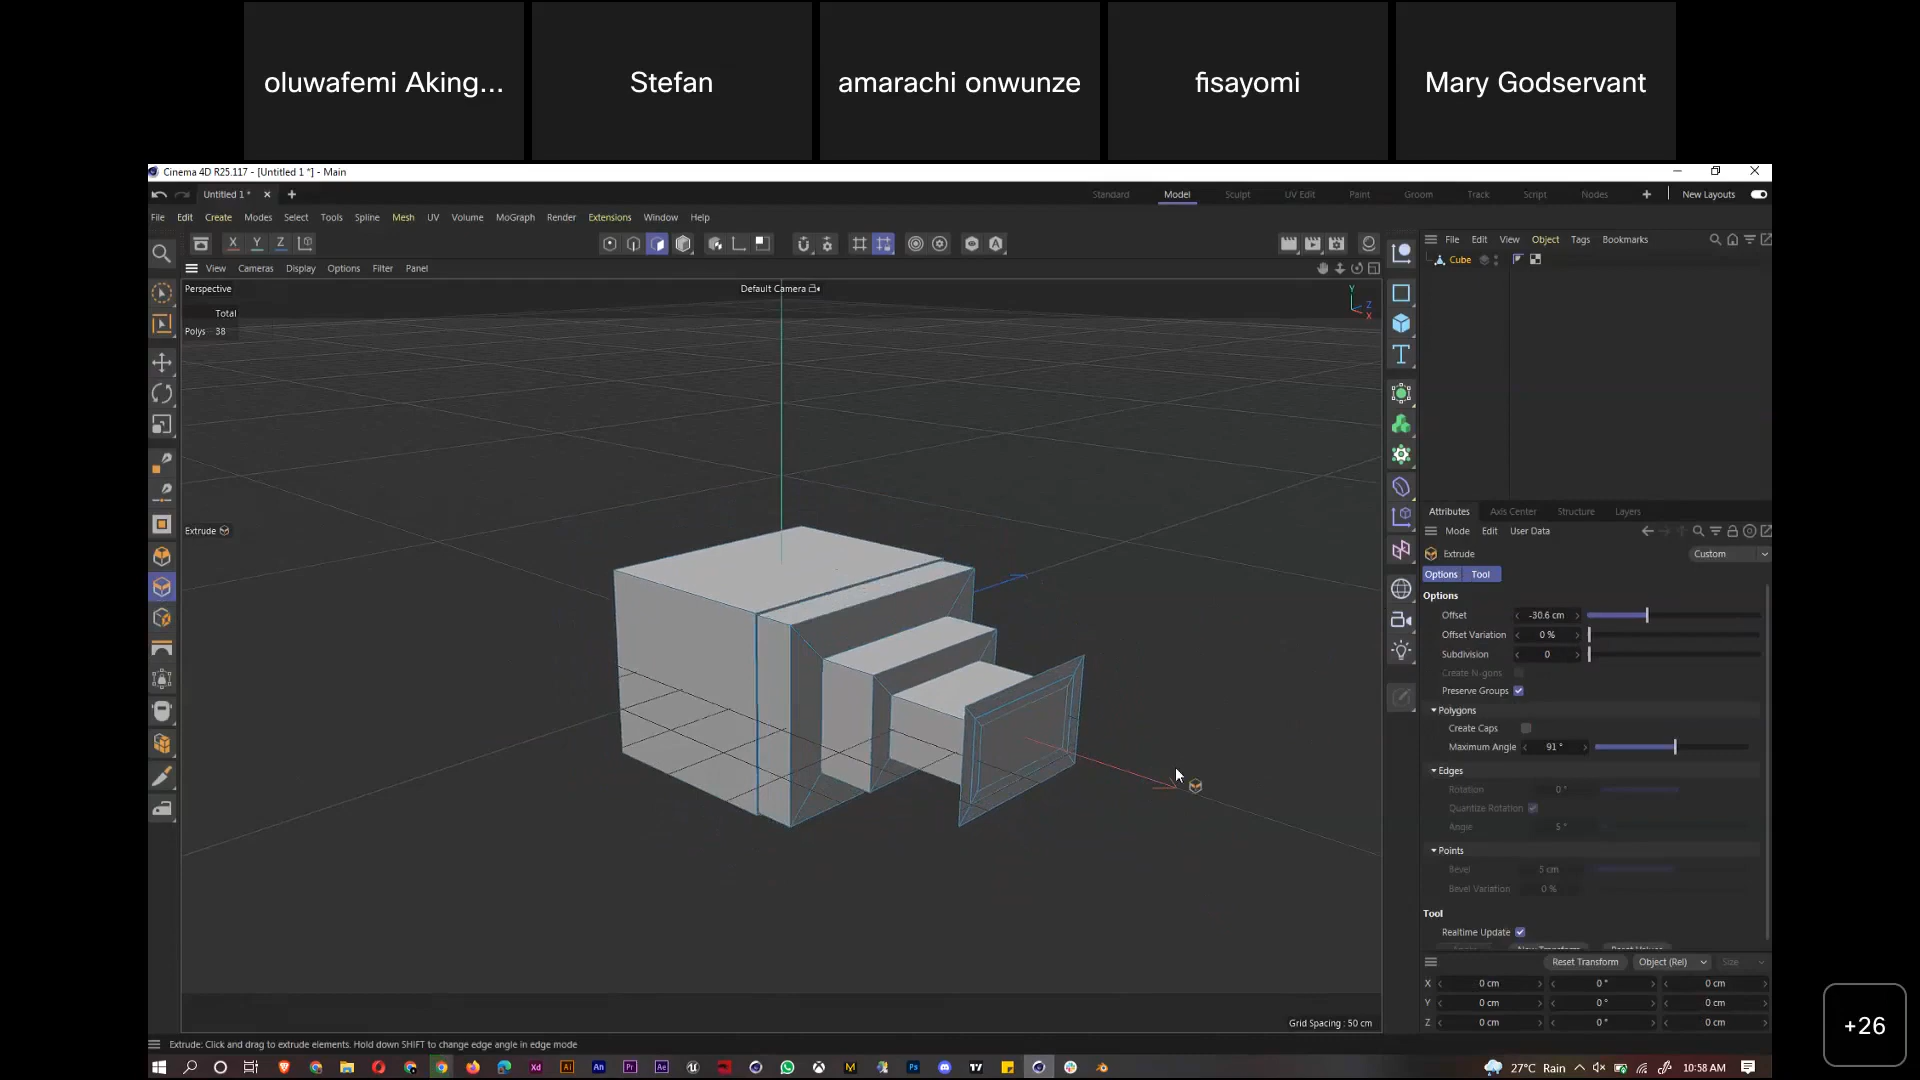 oluwafemi Aking...
Stefan
amarachi onwunze
fisayomi
Mary Godservant
Cinema 4D R25.117 - [Untitled 1 *] - Main
Untitled 1 *
Standard Model Sculpt UV Edit Paint Groom Track Script Nodes New Layouts
File Edit Create Modes Select Tools Spline Mesh UV Volume MoGraph Render Extensions Window Help
X Y Z
File Edit View Object Tags Bookmarks
Cube
View Cameras Display Options Filter Panel
Perspective
Default Camera
Y
Z
X
Total
Polys 38
Extrude
Attributes Axis Center Structure Layers
Mode Edit User Data
Extrude
Custom
Options Tool
Options
Offset -30.6 cm
Offset Variation 0 %
Subdivision 0
Create N-gons
Preserve Groups
Polygons
Create Caps
Maximum Angle 91 °
Edges
Rotation 0 °
Quantize Rotation
Angle 5 °
Points
Bevel 5 cm
Bevel Variation 0 %
Tool
Realtime Update
Reset Transform Object (Rel) Size
X 0 cm 0 ° 0 cm
Y 0 cm 0 ° 0 cm
Z 0 cm 0 ° 0 cm
Grid Spacing : 50 cm
Extrude: Click and drag to extrude elements. Hold down SHIFT to change edge angle in edge mode
Xd Ai An Pr Ae M Ps
27°C Rain
10:58 AM
+26